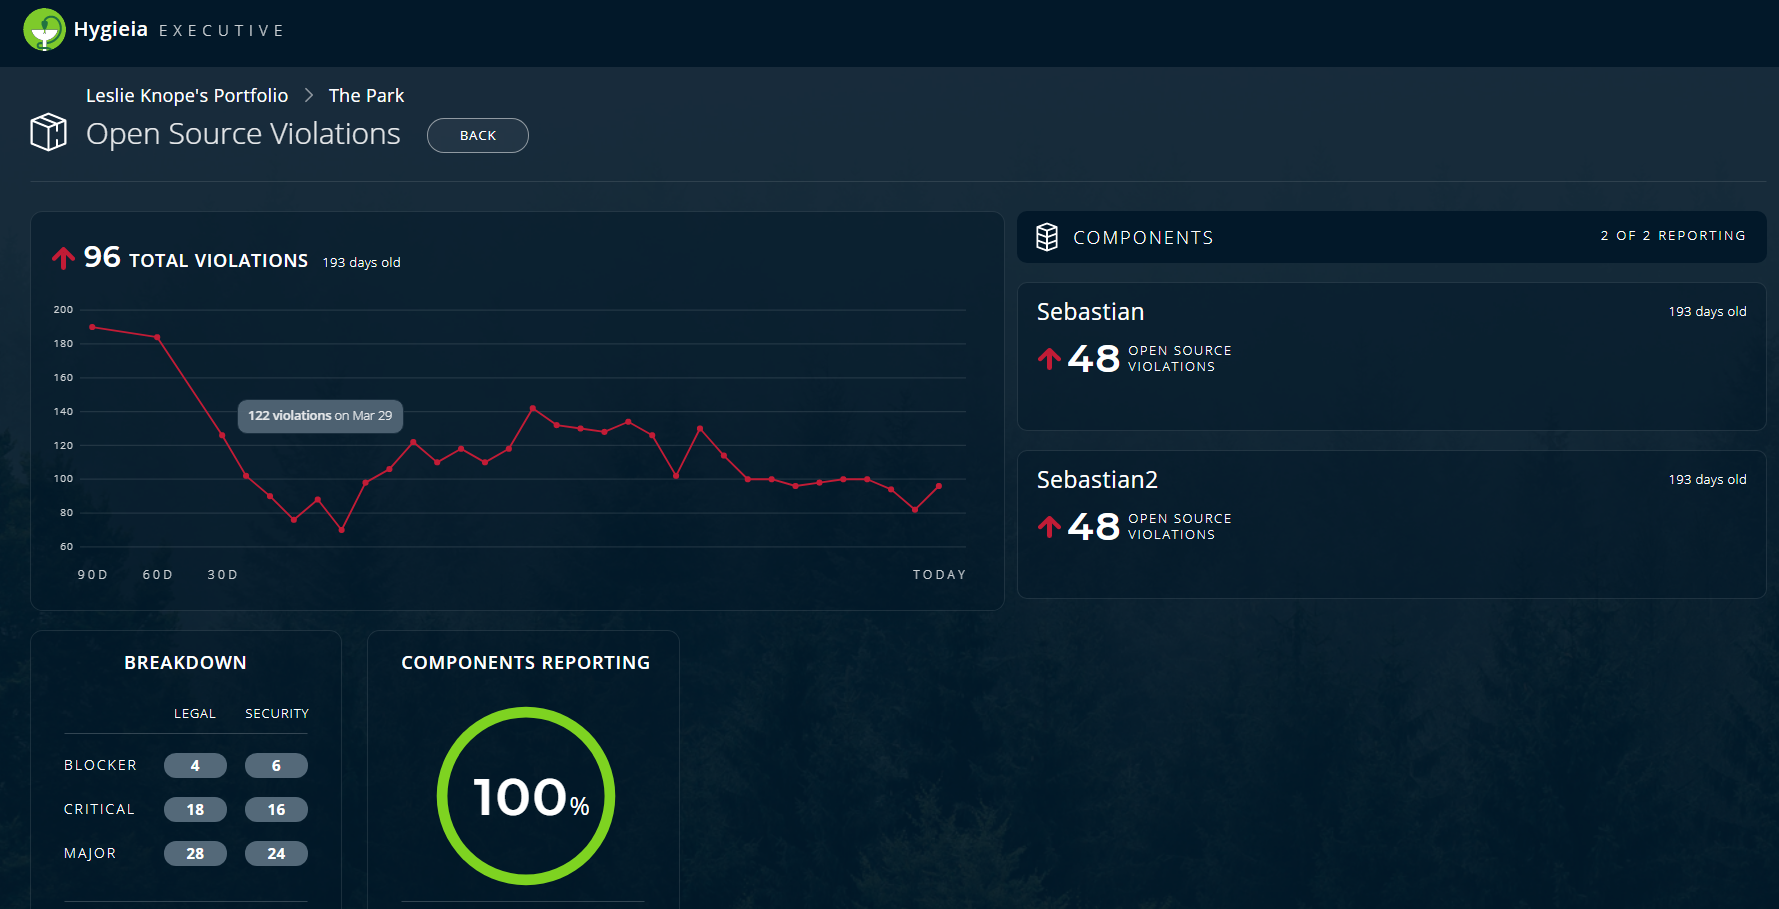 Hygieia EXECUTIVE
Leslie Knope's Portfolio > The Park
Open Source Violations
BACK
96 TOTAL VIOLATIONS 193 days old
200
180
160
140
120
100
80
60
122 violations on Mar 29
90D 60D 30D TODAY
COMPONENTS 2 OF 2 REPORTING
Sebastian 193 days old
48 OPEN SOURCE
VIOLATIONS
Sebastian2 193 days old
48 OPEN SOURCE
VIOLATIONS
BREAKDOWN
LEGAL SECURITY
BLOCKER 4 6
CRITICAL 18 16
MAJOR 28 24
COMPONENTS REPORTING
100%